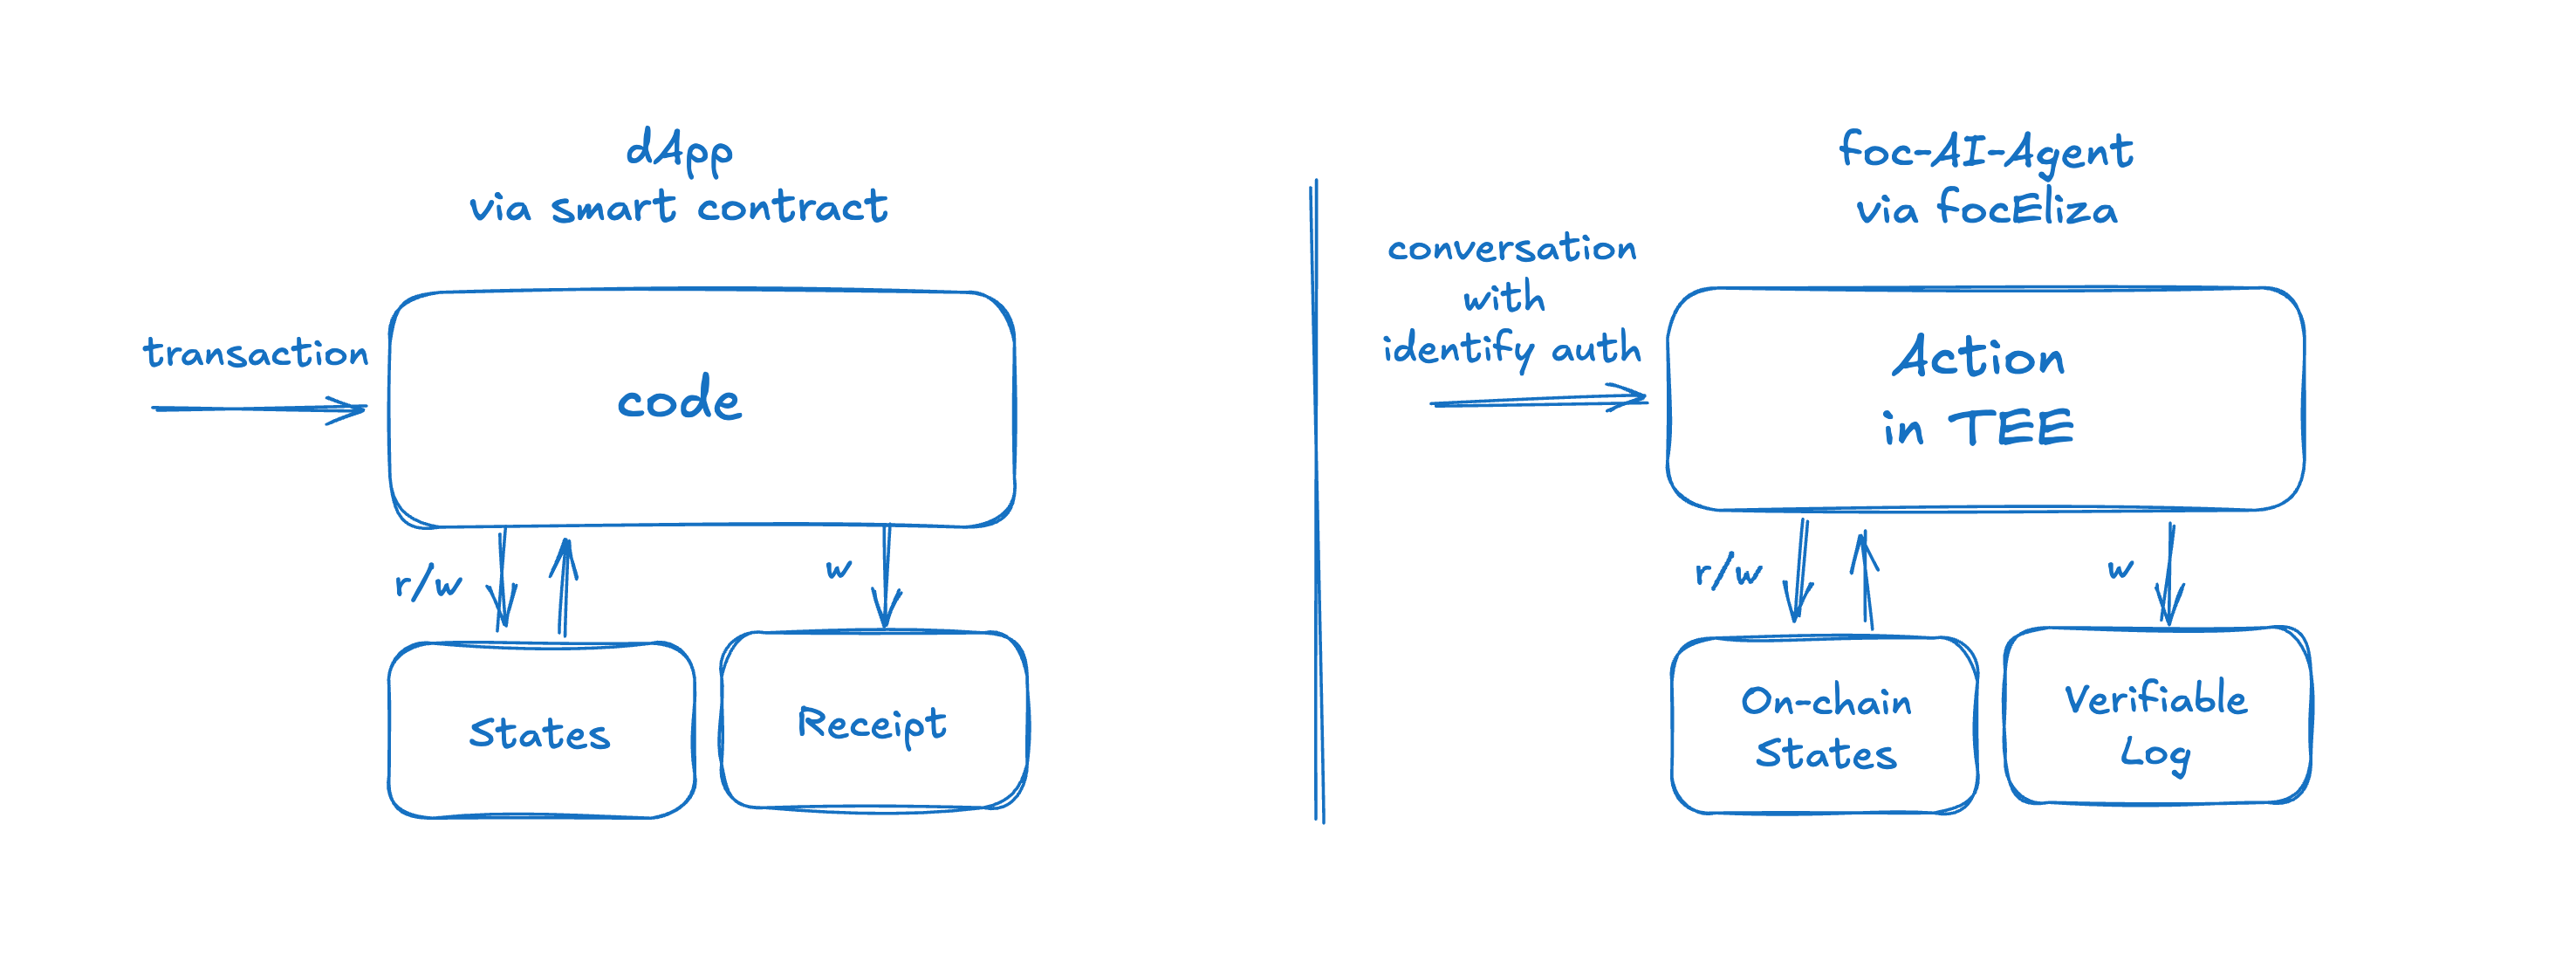 dApp
via smart contract
transaction
code
r/w
w
States
Receipt
foc-AI-Agent
via focEliza
conversation
with
identify auth
Action
in TEE
r/w
w
On-chain
States
Verifiable
Log